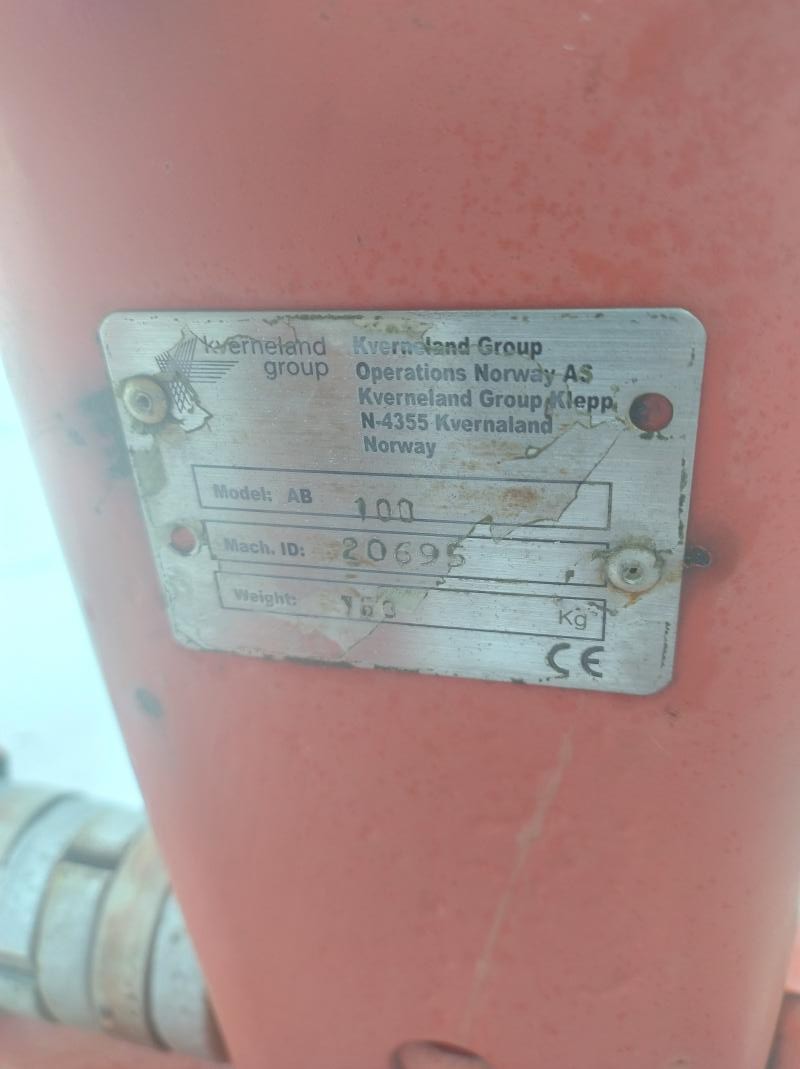 kverneland
group
Kverneland Group
Operations Norway AS
Kverneland Group Klepp
N-4355 Kvernaland
Norway
Model: AB 100
Mach. ID: 20695
Weight: Kg
CE